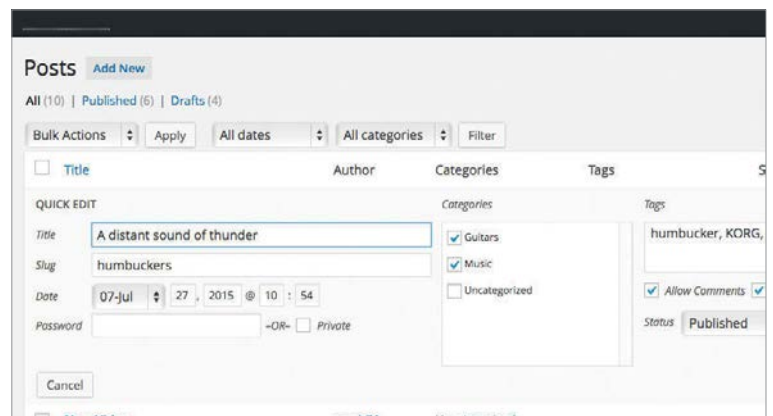 Posts Add New
All (10) | Published (6) | Drafts (4)
Bulk Actions Apply All dates All categories Filter
Title Author Categories Tags
QUICK EDIT Categories Tags
Title A distant sound of thunder Guitars humbucker, KORG,
Slug humbuckers Music
Date 07-Jul 27 , 2015 @ 10 : 54 Uncategorized Allow Comments
Password –OR– Private Status Published
Cancel